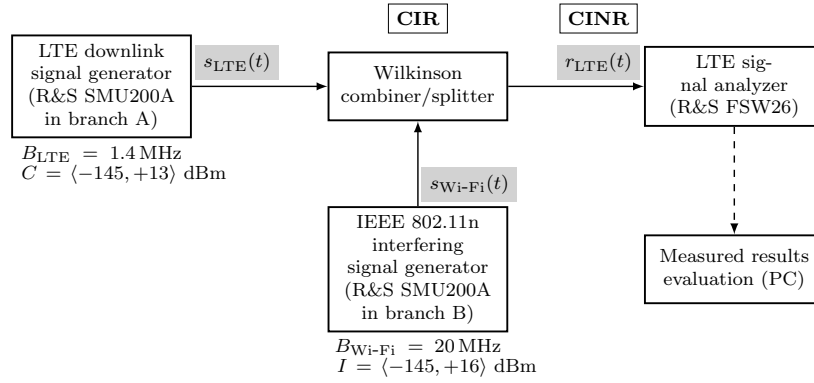 CIR
CINR
LTE downlink
signal generator
(R&S SMU200A
in branch A)
s_LTE(t)
Wilkinson
combiner/splitter
r_LTE(t)
LTE sig-
nal analyzer
(R&S FSW26)
B_LTE = 1.4 MHz
C = ⟨−145, +13⟩ dBm
s_Wi-Fi(t)
IEEE 802.11n
interfering
signal generator
(R&S SMU200A
in branch B)
Measured results
evaluation (PC)
B_Wi-Fi = 20 MHz
I = ⟨−145, +16⟩ dBm